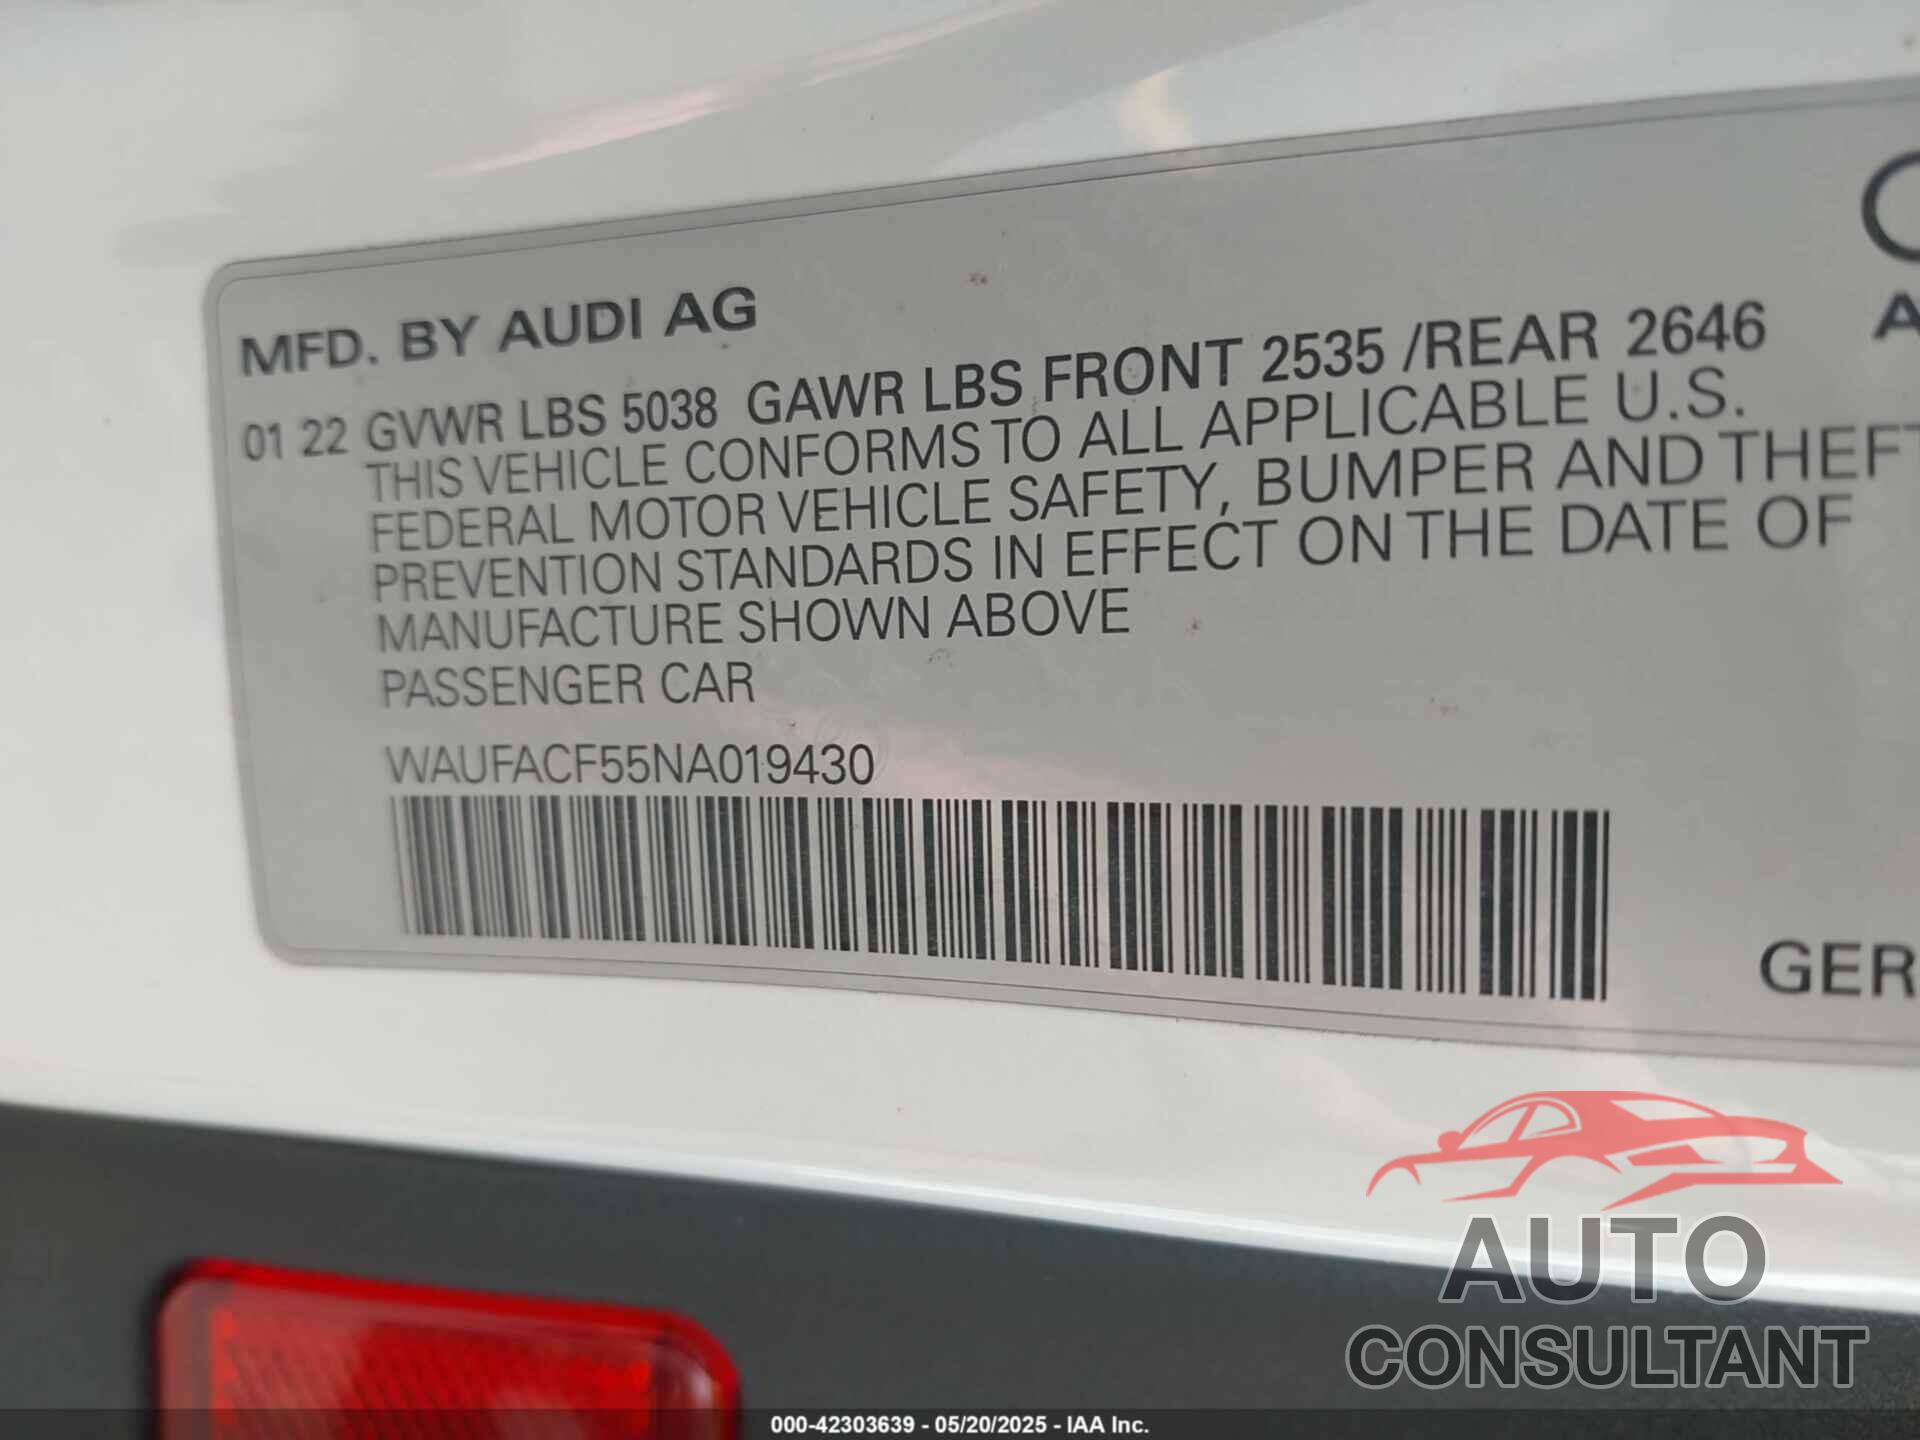 MFD. BY AUDI AG
01 22 GVWR LBS 5038 GAWR LBS FRONT 2535 /REAR 2646
THIS VEHICLE CONFORMS TO ALL APPLICABLE U.S.
FEDERAL MOTOR VEHICLE SAFETY, BUMPER AND THEFT
PREVENTION STANDARDS IN EFFECT ON THE DATE OF
MANUFACTURE SHOWN ABOVE
PASSENGER CAR
WAUFACF55NA019430
GER
AUTO
CONSULTANT
000-42303639 - 05/20/2025 - IAA Inc.